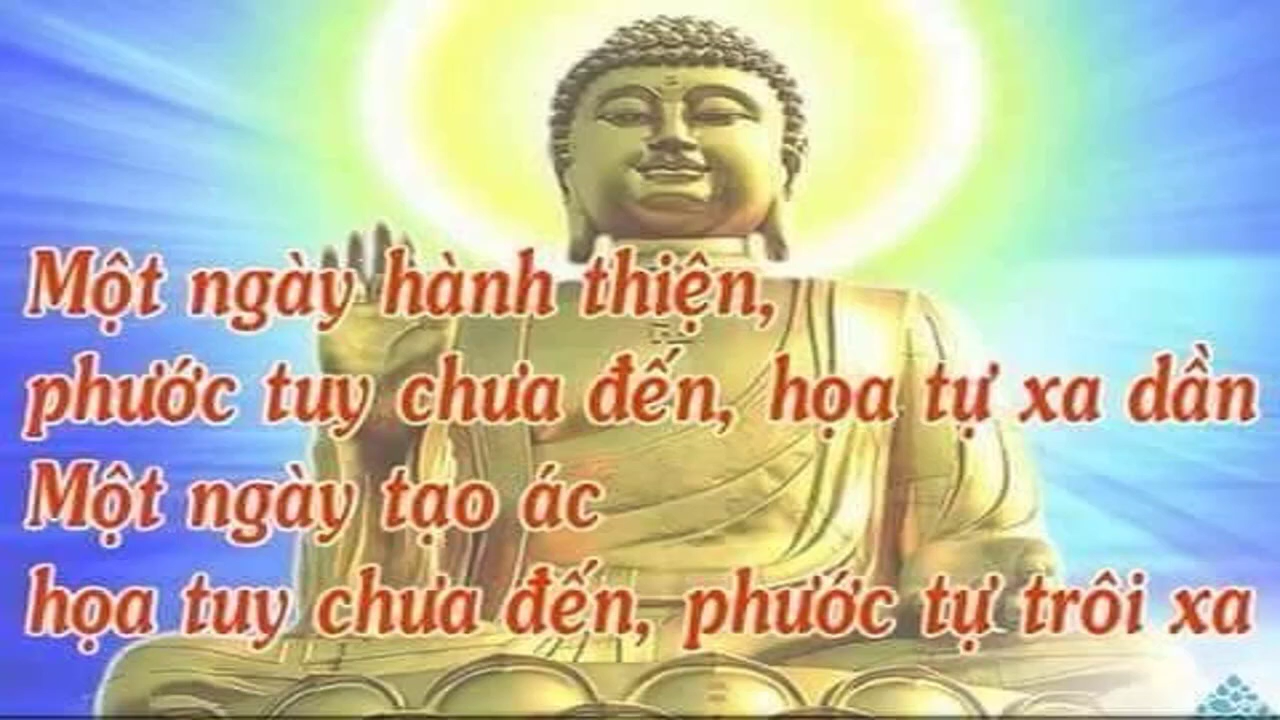 Một ngày hành thiện,
phước tuy chưa đến, họa tự xa dần
Một ngày tạo ác
họa tuy chưa đến, phước tự trôi xa